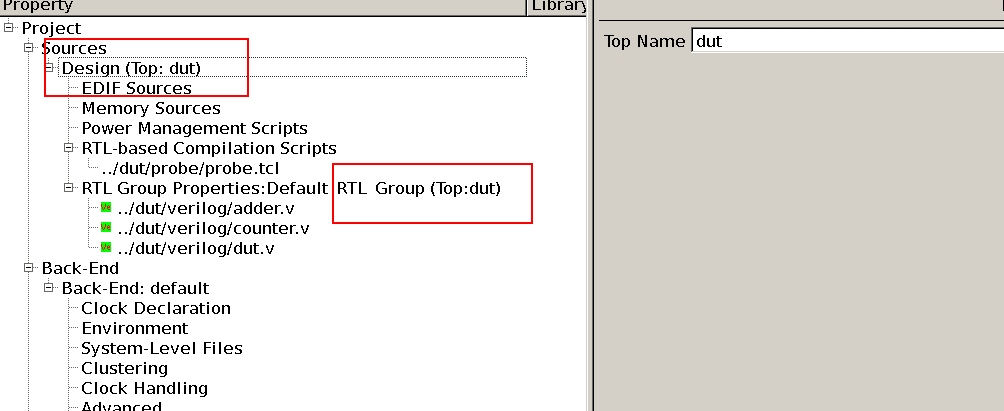 Property
Library
Project
Sources
Design (Top: dut)
EDIF Sources
Memory Sources
Power Management Scripts
RTL-based Compilation Scripts
../dut/probe/probe.tcl
RTL Group Properties:Default RTL Group (Top:dut)
../dut/verilog/adder.v
../dut/verilog/counter.v
../dut/verilog/dut.v
Back-End
Back-End: default
Clock Declaration
Environment
System-Level Files
Clustering
Clock Handling
Advanced
Top Name dut